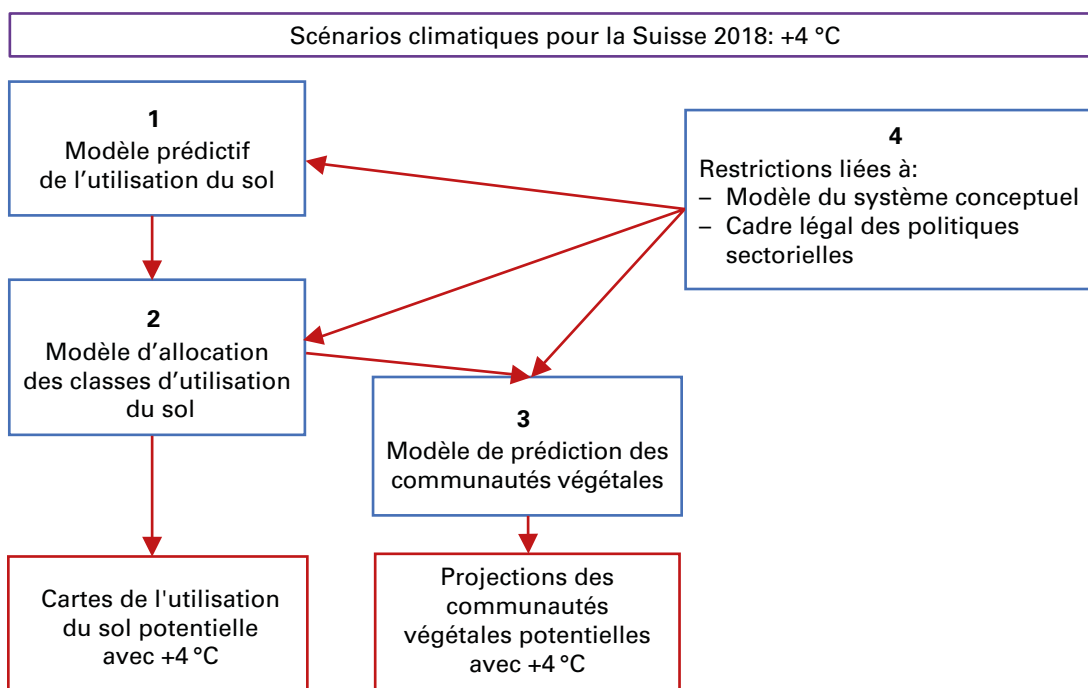 Scénarios climatiques pour la Suisse 2018: +4 °C
1
Modèle prédictif
de l’utilisation du sol
4
Restrictions liées à:
– Modèle du système conceptuel
– Cadre légal des politiques
sectorielles
2
Modèle d’allocation
des classes d’utilisation
du sol
3
Modèle de prédiction des
communautés végétales
Cartes de l'utilisation
du sol potentielle
avec +4 °C
Projections des
communautés
végétales potentielles
avec +4 °C